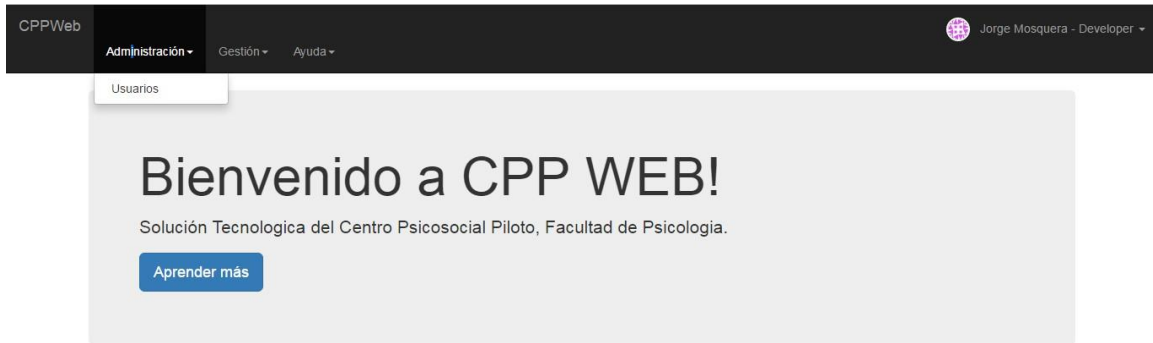 CPPWeb
Administración Gestión Ayuda
Jorge Mosquera - Developer
Usuarios
Bienvenido a CPP WEB!
Solución Tecnologica del Centro Psicosocial Piloto, Facultad de Psicologia.
Aprender más